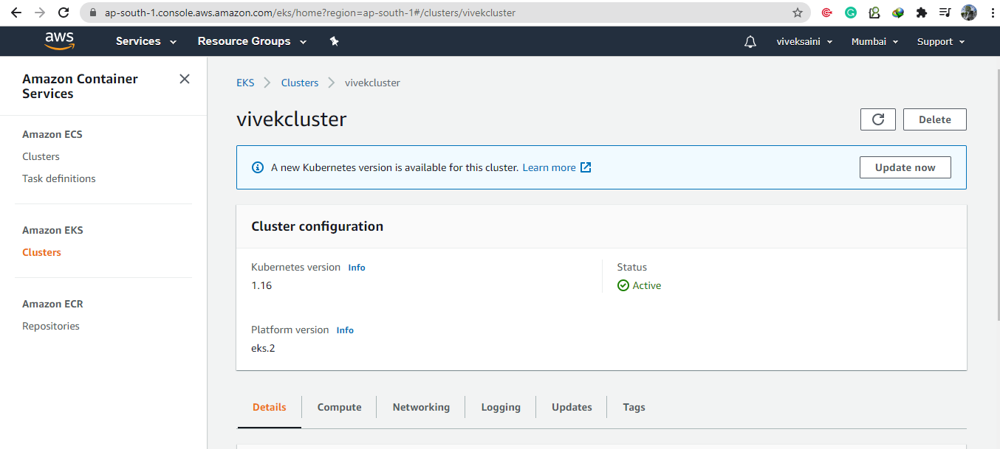 ap-south-1.console.aws.amazon.com/eks/home?region=ap-south-1#/clusters/vivekcluster
aws Services Resource Groups viveksaini Mumbai Support
Amazon Container
Services
Amazon ECS
Clusters
Task definitions
Amazon EKS
Clusters
Amazon ECR
Repositories
EKS Clusters vivekcluster
vivekcluster
Delete
A new Kubernetes version is available for this cluster. Learn more
Update now
Cluster configuration
Kubernetes version Info
1.16
Status
Active
Platform version Info
eks.2
Details Compute Networking Logging Updates Tags